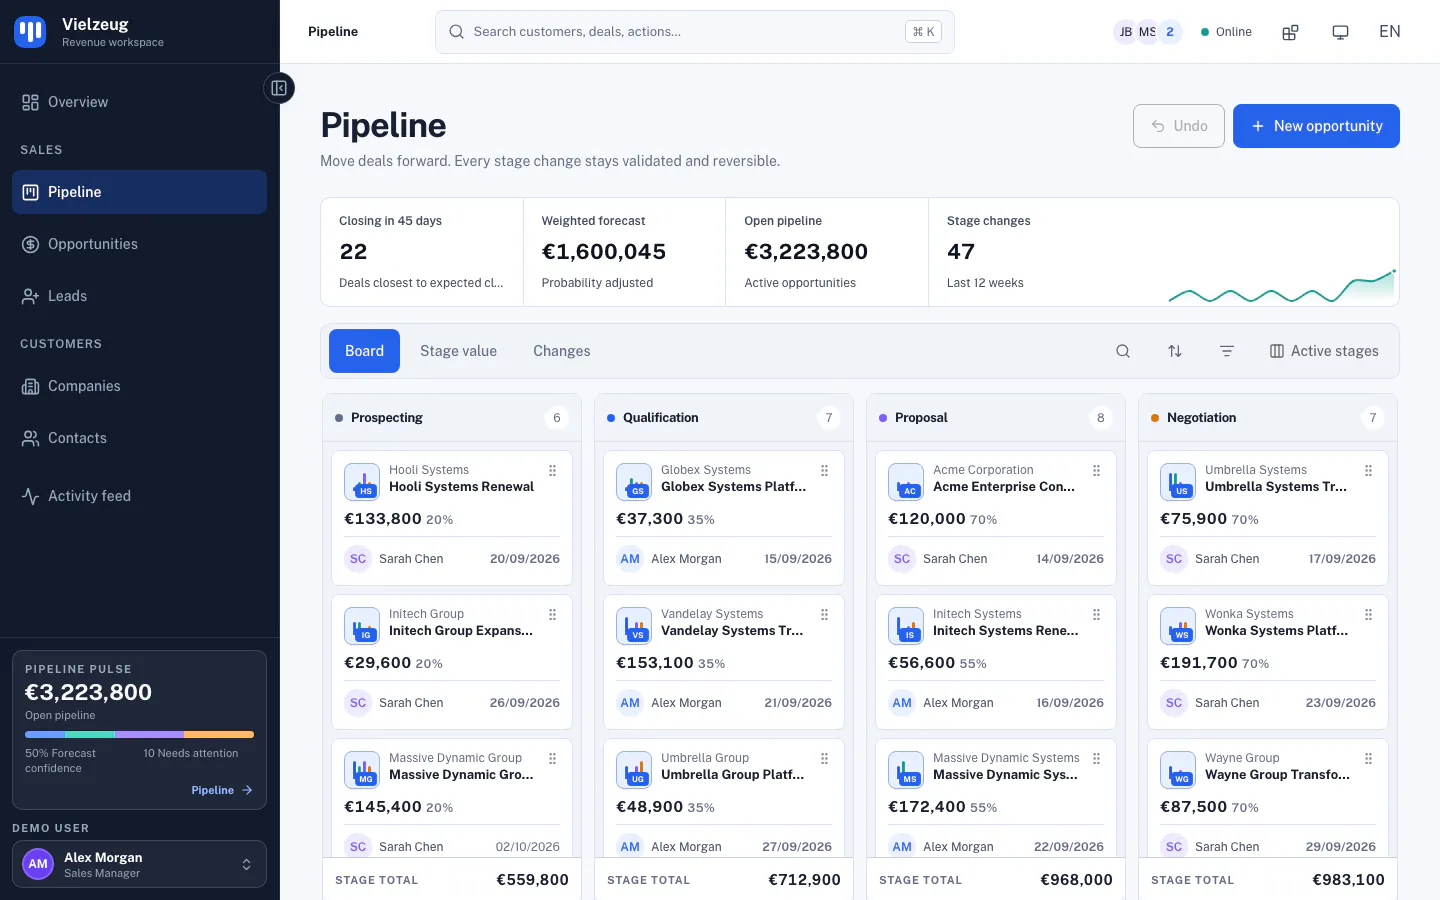 Vielzeug
Revenue workspace
Overview
SALES
Pipeline
Opportunities
Leads
CUSTOMERS
Companies
Contacts
Activity feed
PIPELINE PULSE
€3,223,800
Open pipeline
50% Forecast confidence
10 Needs attention
Pipeline
DEMO USER
AM
Alex Morgan
Sales Manager
Pipeline
Search customers, deals, actions...
⌘ K
JB MS 2
Online
EN
Pipeline
Move deals forward. Every stage change stays validated and reversible.
Undo
New opportunity
Closing in 45 days
22
Deals closest to expected cl...
Weighted forecast
€1,600,045
Probability adjusted
Open pipeline
€3,223,800
Active opportunities
Stage changes
47
Last 12 weeks
Board
Stage value
Changes
Active stages
Prospecting 6
HS
Hooli Systems
Hooli Systems Renewal
€133,800 20%
SC Sarah Chen 20/09/2026
IG
Initech Group
Initech Group Expans...
€29,600 20%
SC Sarah Chen 26/09/2026
MG
Massive Dynamic Group
Massive Dynamic Gro...
€145,400 20%
SC Sarah Chen 02/10/2026
STAGE TOTAL €559,800
Qualification 7
GS
Globex Systems
Globex Systems Platf...
€37,300 35%
AM Alex Morgan 15/09/2026
VS
Vandelay Systems
Vandelay Systems Tr...
€153,100 35%
AM Alex Morgan 21/09/2026
UG
Umbrella Group
Umbrella Group Platf...
€48,900 35%
AM Alex Morgan 27/09/2026
STAGE TOTAL €712,900
Proposal 8
AC
Acme Corporation
Acme Enterprise Con...
€120,000 70%
SC Sarah Chen 14/09/2026
IS
Initech Systems
Initech Systems Rene...
€56,600 55%
AM Alex Morgan 16/09/2026
MS
Massive Dynamic Systems
Massive Dynamic Sys...
€172,400 55%
AM Alex Morgan 22/09/2026
STAGE TOTAL €968,000
Negotiation 7
US
Umbrella Systems
Umbrella Systems Tr...
€75,900 70%
SC Sarah Chen 17/09/2026
WS
Wonka Systems
Wonka Systems Platf...
€191,700 70%
SC Sarah Chen 23/09/2026
WG
Wayne Group
Wayne Group Transfo...
€87,500 70%
SC Sarah Chen 29/09/2026
STAGE TOTAL €983,100